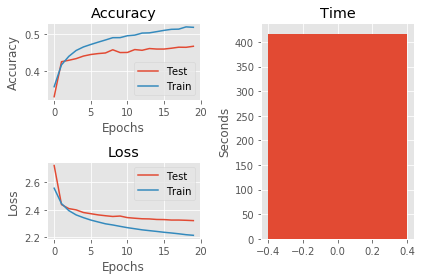 Accuracy
Accuracy
0.5
0.4
Test
Train
0 5 10 15 20
Epochs
Loss
Loss
2.6
2.4
2.2
Test
Train
0 5 10 15 20
Epochs
Time
Seconds
400
350
300
250
200
150
100
50
0
−0.4 −0.2 0.0 0.2 0.4